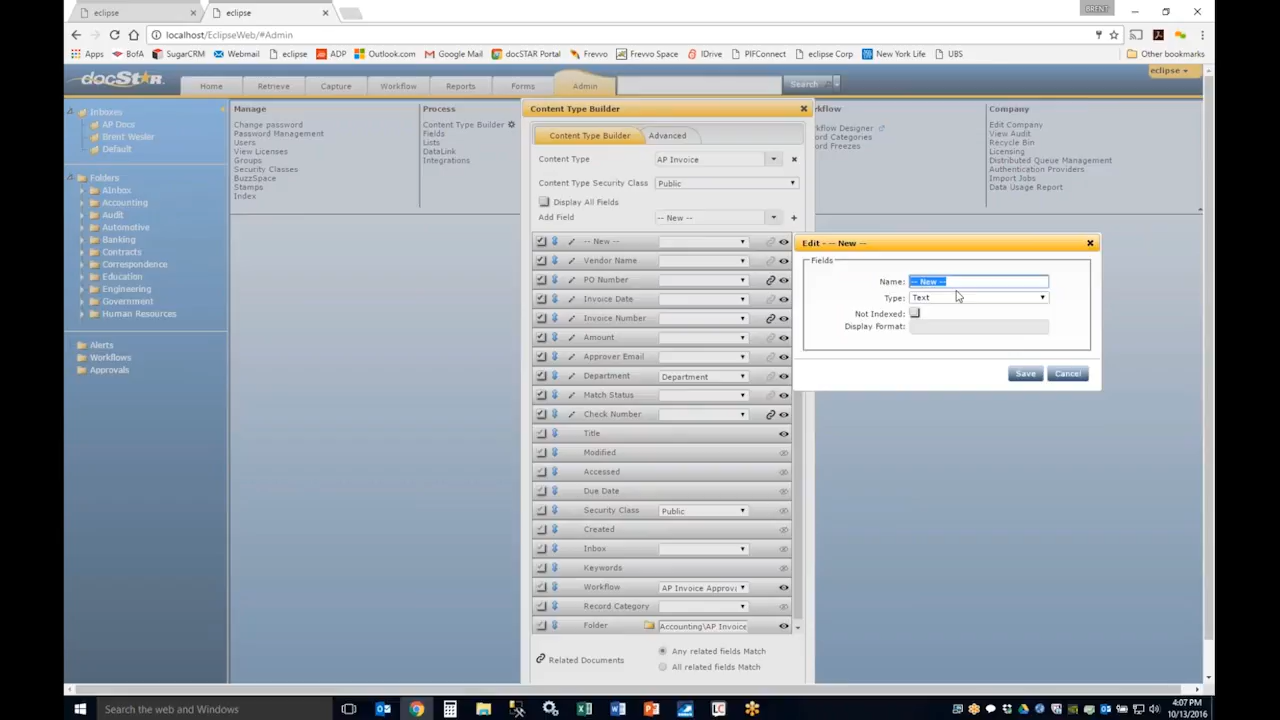 eclipse
eclipse
BRENT
localhost/EclipseWeb/#Admin
Apps
BofA
SugarCRM
Webmail
eclipse
ADP
Outlook.com
Google Mail
docSTAR Portal
Frevvo
Frevvo Space
IDrive
PIFConnect
eclipse Corp
New York Life
UBS
Other bookmarks
docStar
Home
Retrieve
Capture
Workflow
Reports
Forms
Admin
Search
eclipse
Inboxes
AP Docs
Brent Wesler
Default
Folders
AInbox
Accounting
Audit
Automotive
Banking
Contracts
Correspondence
Education
Engineering
Government
Human Resources
Alerts
Workflows
Approvals
Manage
Change password
Password Management
Users
View Licenses
Groups
Security Classes
BuzzSpace
Stamps
Index
Process
Content Type Builder
Fields
Lists
DataLink
Integrations
rkflow
rkflow Designer
ord Categories
ord Freezes
Company
Edit Company
View Audit
Recycle Bin
Licensing
Distributed Queue Management
Authentication Providers
Import Jobs
Data Usage Report
Content Type Builder
Content Type Builder
Advanced
Content Type
AP Invoice
Content Type Security Class
Public
Display All Fields
Add Field
-- New --
-- New --
Vendor Name
PO Number
Invoice Date
Invoice Number
Amount
Approver Email
Department
Department
Match Status
Check Number
Title
Modified
Accessed
Due Date
Security Class
Public
Created
Inbox
Keywords
Workflow
AP Invoice Approv
Record Category
Folder
Accounting\AP Invoice
Related Documents
Any related fields Match
All related fields Match
Edit - -- New --
Fields
Name:
-- New --
Type:
Text
Not Indexed:
Display Format:
Save
Cancel
Search the web and Windows
4:07 PM
10/13/2016